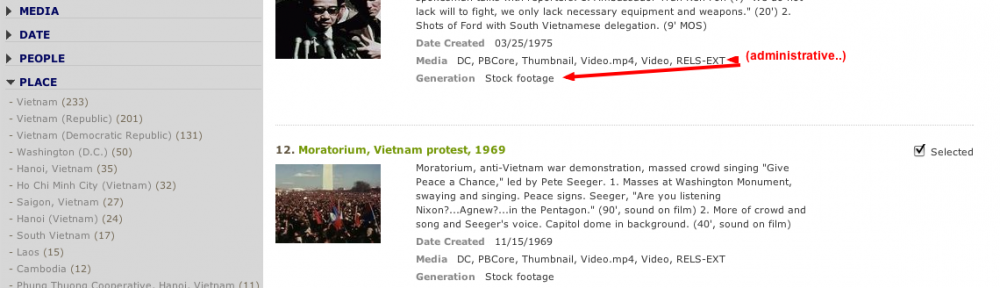 MEDIA
DATE
PEOPLE
PLACE
- Vietnam (233)
- Vietnam (Republic) (201)
- Vietnam (Democratic Republic) (131)
- Washington (D.C.) (50)
- Hanoi, Vietnam (35)
- Ho Chi Minh City (Vietnam) (32)
- Saigon, Vietnam (27)
- Hanoi (Vietnam) (24)
- South Vietnam (17)
- Laos (15)
- Cambodia (12)
- Phung Thuong Cooperative, Hanoi, Vietnam (11)
lack will to fight, we only lack necessary equipment and weapons." (20') 2.
Shots of Ford with South Vietnamese delegation. (9' MOS)
Date Created 03/25/1975
Media DC, PBCore, Thumbnail, Video.mp4, Video, RELS-EXT
(administrative..)
Generation Stock footage
12. Moratorium, Vietnam protest, 1969
Selected
Moratorium, anti-Vietnam war demonstration, massed crowd singing "Give
Peace a Chance," led by Pete Seeger. 1. Masses at Washington Monument,
swaying and singing. Peace signs. Seeger, "Are you listening
Nixon?...Agnew?...in the Pentagon." (90', sound on film) 2. More of crowd and
song and Seeger's voice. Capitol dome in background. (40', sound on film)
Date Created 11/15/1969
Media DC, PBCore, Thumbnail, Video.mp4, Video, RELS-EXT
Generation Stock footage